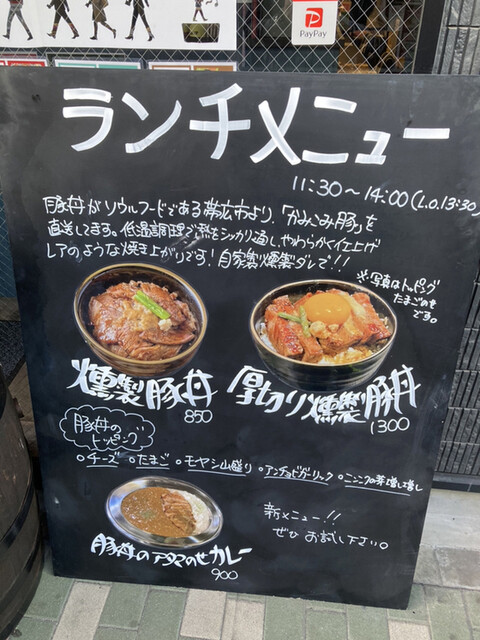 PayPay
ランチメニュー
11:30～14:00(L.O.13:30)
豚丼がソウルフードである帯広市より、「かみこみ豚」を
直送してます。低温調理で熱をシッカリ通し、やわらかく仕上げ
レアのような焼き上がりです！自家製燻製ダレで！！
※写真はトッピング
たまごのせ
です。
燻製豚丼
850
厚切り燻製豚丼
1300
豚丼の
トッピング
○チーズ ○たまご ○モヤシ山盛り ○アンチョビガーリック ○ニンニクの芽増し増し
新メニュー!!
ぜひお試し下さい。
豚丼のアタマのせカレー
900